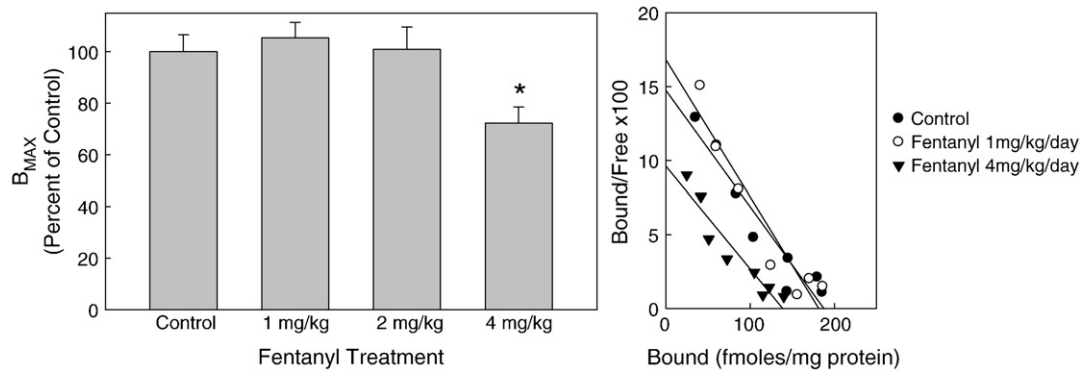 B_MAX
(Percent of Control)
100
80
60
40
20
0
*
Control
1 mg/kg
2 mg/kg
4 mg/kg
Fentanyl Treatment
Bound/Free x100
20
15
10
5
0
0
100
200
Bound (fmoles/mg protein)
Control
Fentanyl 1mg/kg/day
Fentanyl 4mg/kg/day